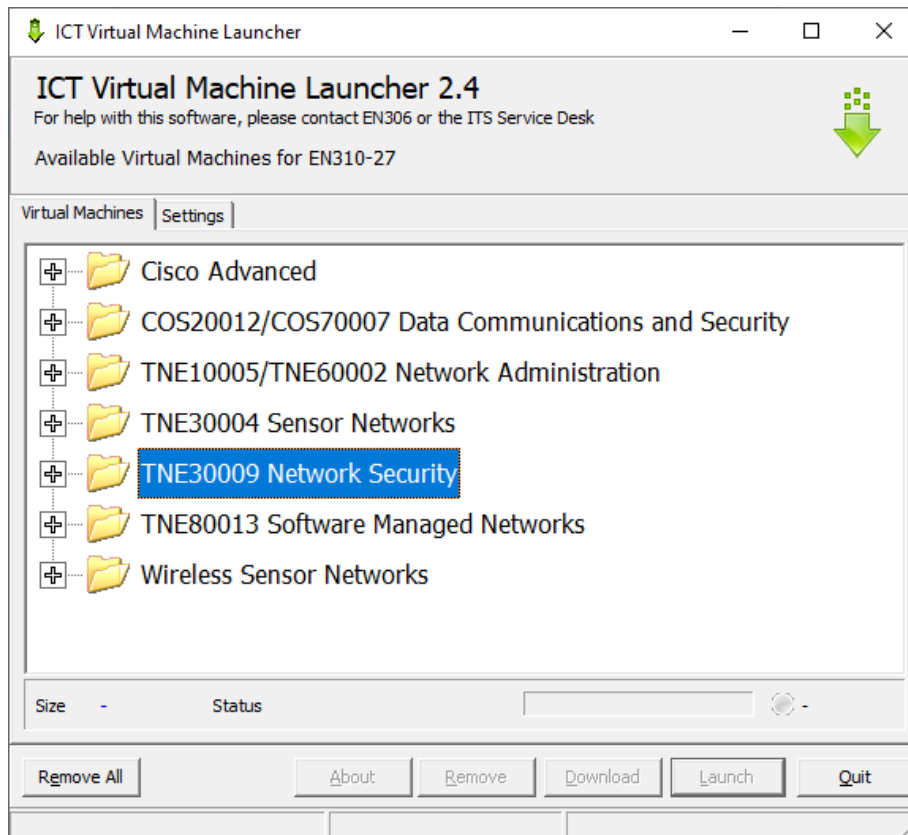 ICT Virtual Machine Launcher
ICT Virtual Machine Launcher 2.4
For help with this software, please contact EN306 or the ITS Service Desk
Available Virtual Machines for EN310-27
Virtual Machines Settings
Cisco Advanced
COS20012/COS70007 Data Communications and Security
TNE10005/TNE60002 Network Administration
TNE30004 Sensor Networks
TNE30009 Network Security
TNE80013 Software Managed Networks
Wireless Sensor Networks
Size - Status -
Remove All About Remove Download Launch Quit